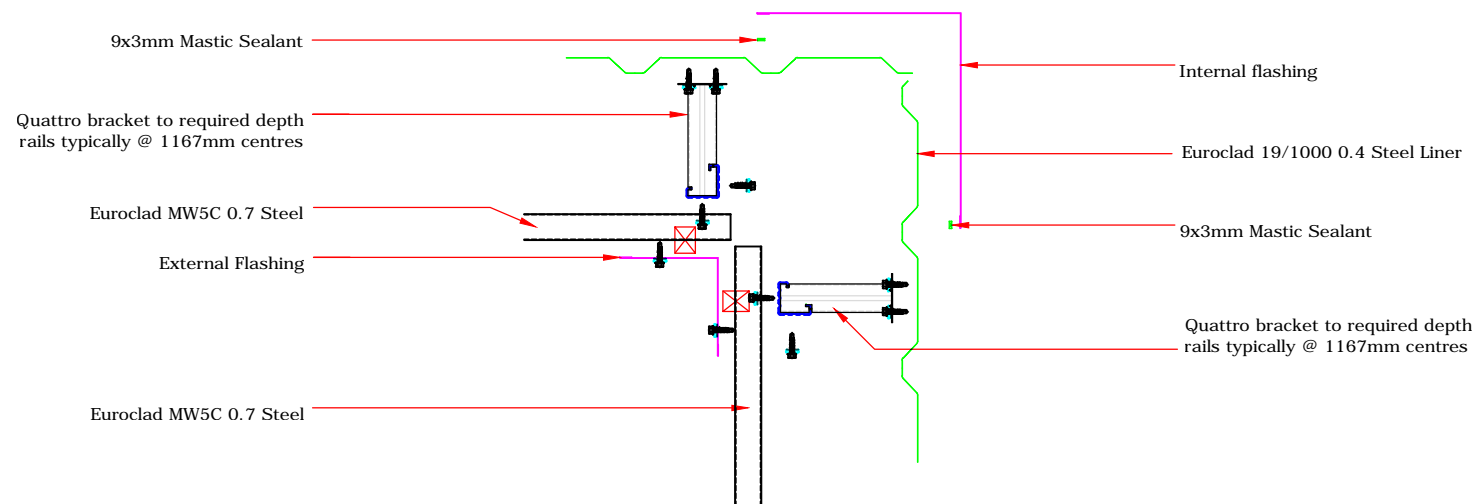 9x3mm Mastic Sealant
Quattro bracket to required depth
rails typically @ 1167mm centres
Euroclad MW5C 0.7 Steel
External Flashing
Euroclad MW5C 0.7 Steel
Internal flashing
Euroclad 19/1000 0.4 Steel Liner
9x3mm Mastic Sealant
Quattro bracket to required depth
rails typically @ 1167mm centres